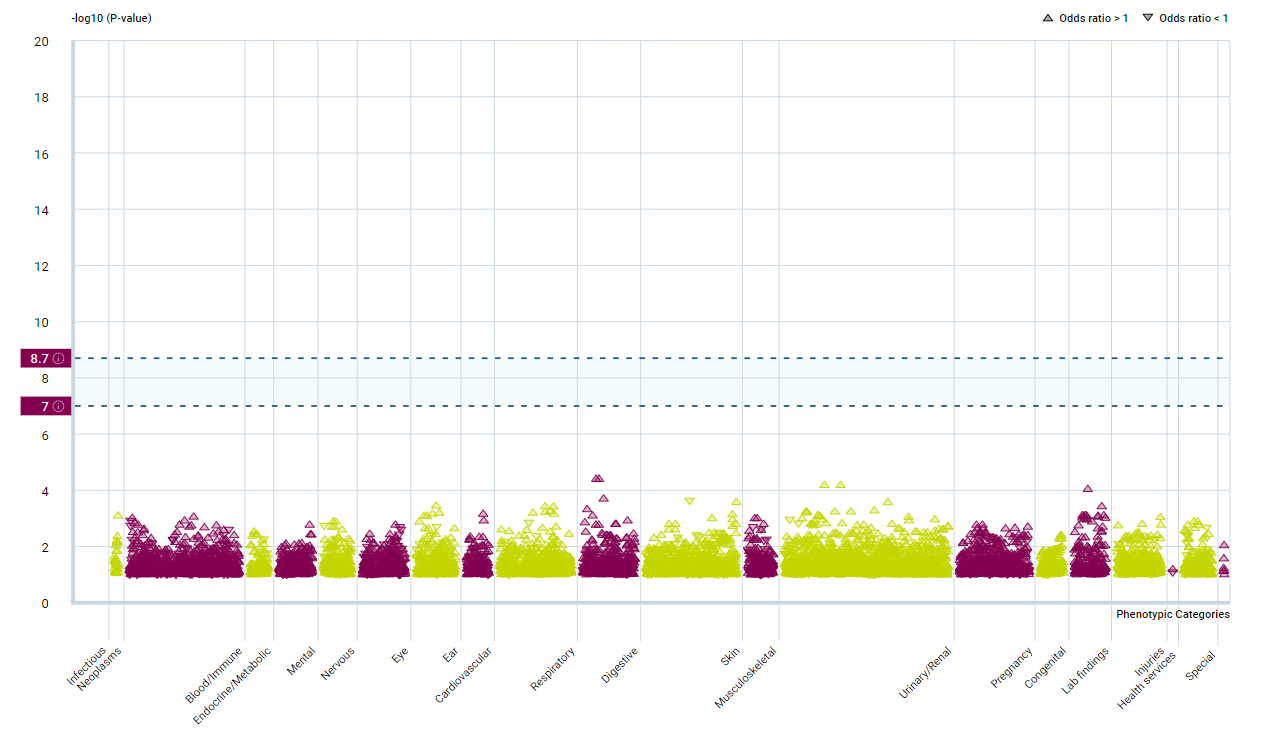 -log10 (P-value)
Odds ratio > 1
Odds ratio < 1
20
18
16
14
12
10
8.7
8
7
6
4
2
0
Phenotypic Categories
Infectious
Neoplasms
Blood/Immune
Endocrine/Metabolic
Mental
Nervous
Eye
Ear
Cardiovascular
Respiratory
Digestive
Skin
Musculoskeletal
Urinary/Renal
Pregnancy
Congenital
Lab findings
Injuries
Health services
Special